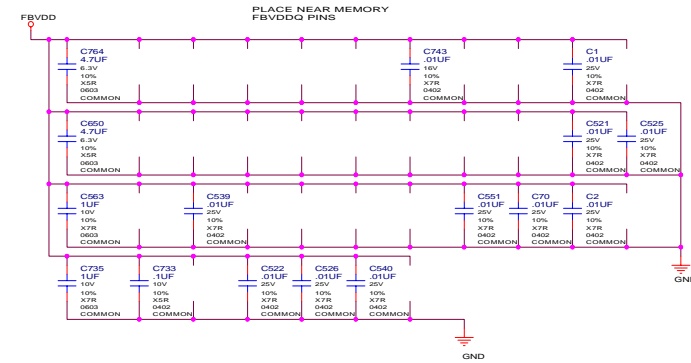 PLACE NEAR MEMORY
FBVDDQ PINS
FBVDD
C764
4.7UF
6.3V
10%
X5R
0603
COMMON
C743
.01UF
16V
10%
X7R
0402
COMMON
C1
.01UF
25V
10%
X7R
0402
COMMON
C650
4.7UF
6.3V
10%
X5R
0603
COMMON
C521
.01UF
25V
10%
X7R
0402
COMMON
C525
.01UF
25V
10%
X7R
0402
COMMON
C563
1UF
10V
10%
X7R
0603
COMMON
C539
.01UF
25V
10%
X7R
0402
COMMON
C551
.01UF
25V
10%
X7R
0402
COMMON
C70
.01UF
25V
10%
X7R
0402
COMMON
C2
.01UF
25V
10%
X7R
0402
COMMON
C735
1UF
10V
10%
X7R
0603
COMMON
C733
.1UF
10V
10%
X5R
0402
COMMON
C522
.01UF
25V
10%
X7R
0402
COMMON
C526
.01UF
25V
10%
X7R
0402
COMMON
C540
.01UF
25V
10%
X7R
0402
COMMON
GND
GND